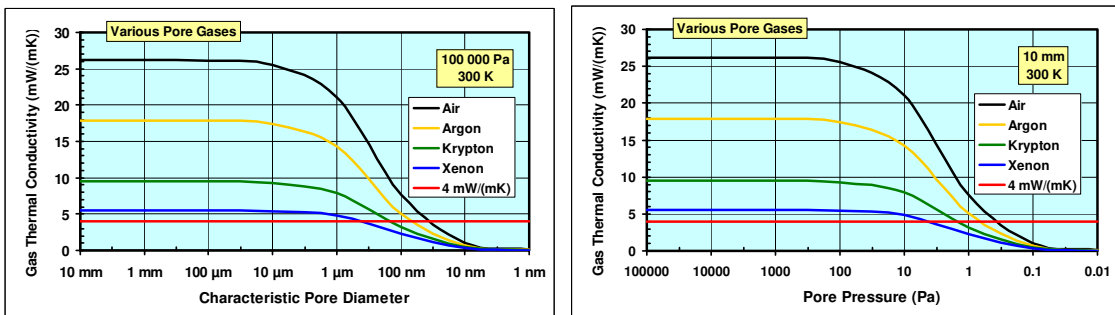 Various Pore Gases
100 000 Pa
300 K
Air
Argon
Krypton
Xenon
4 mW/(mK)
30
25
20
15
10
5
0
Gas Thermal Conductivity (mW/(mK))
10 mm
1 mm
100 µm
10 µm
1 µm
100 nm
10 nm
1 nm
Characteristic Pore Diameter
Various Pore Gases
10 mm
300 K
Air
Argon
Krypton
Xenon
4 mW/(mK)
30
25
20
15
10
5
0
Gas Thermal Conductivity (mW/(mK))
100000
10000
1000
100
10
1
0.1
0.01
Pore Pressure (Pa)